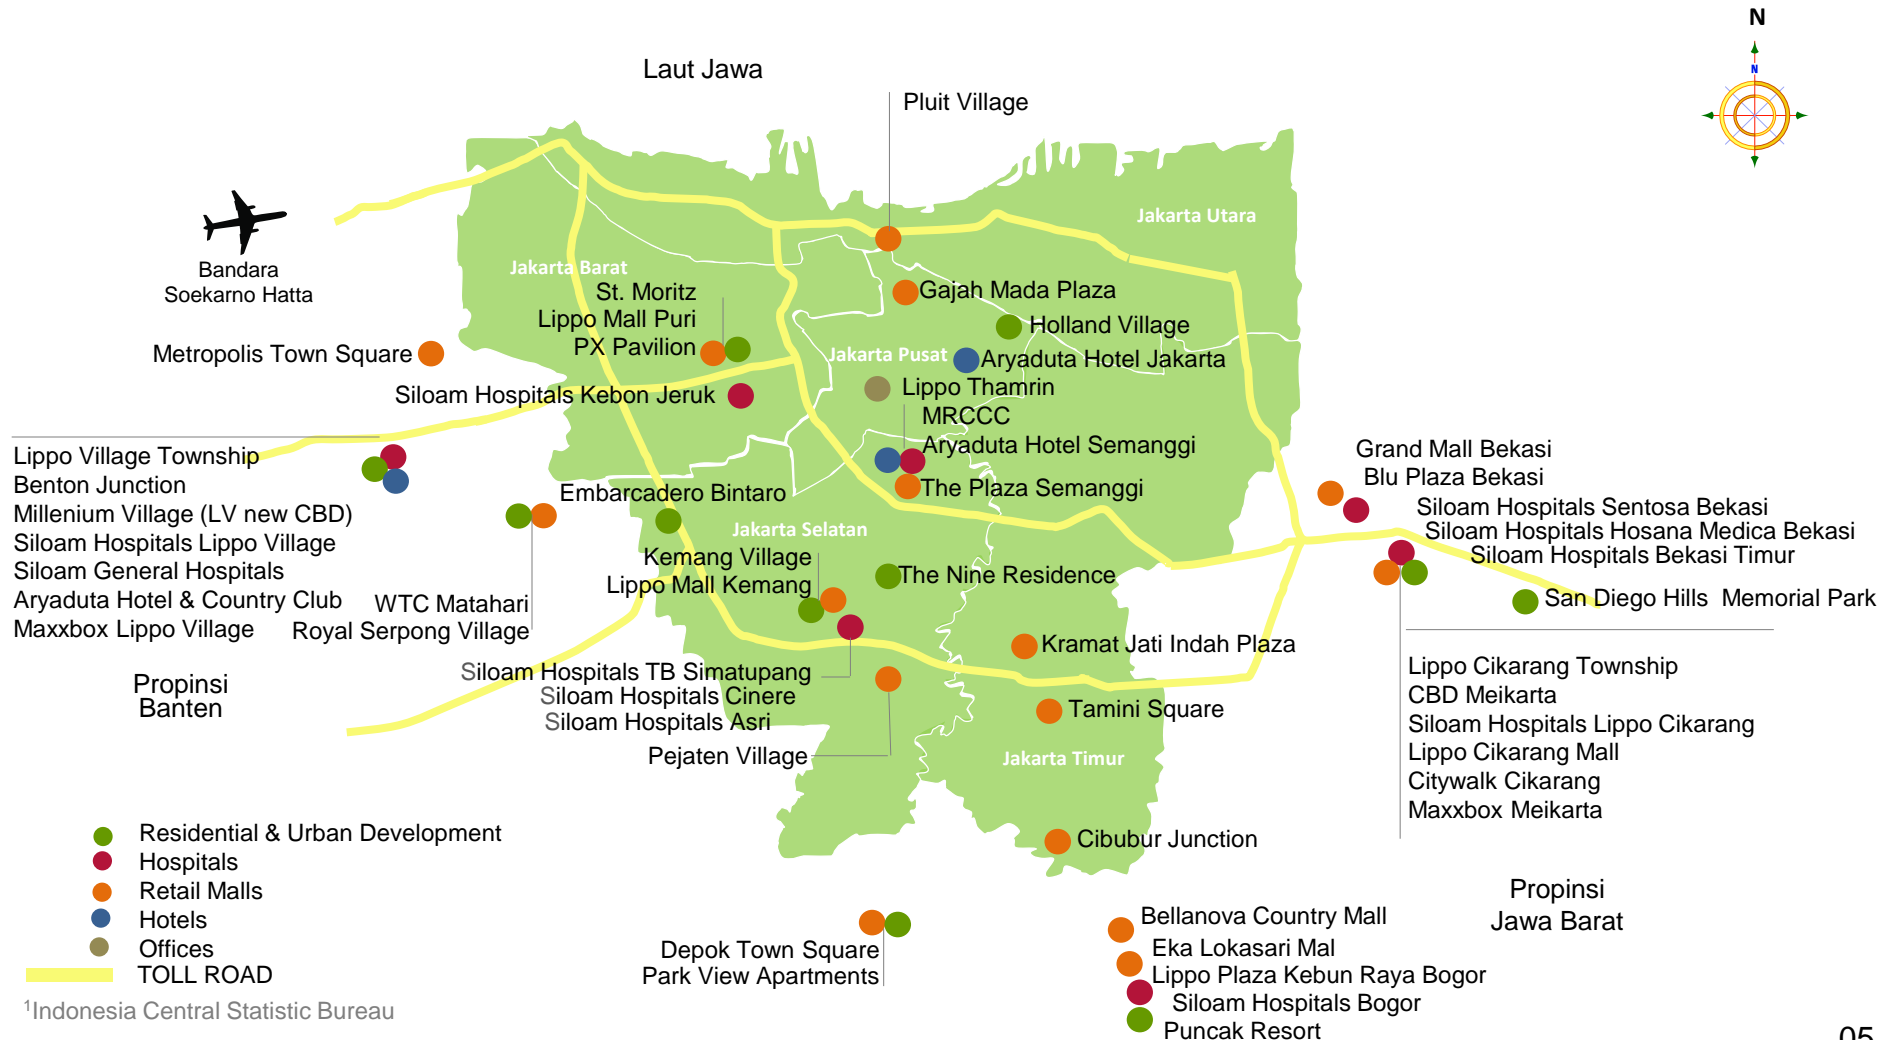 N
N
Laut Jawa
Pluit Village
Jakarta Utara
Bandara
Soekarno Hatta
Jakarta Barat
St. Moritz
Lippo Mall Puri
PX Pavilion
Gajah Mada Plaza
Holland Village
Metropolis Town Square
Jakarta Pusat
Aryaduta Hotel Jakarta
Siloam Hospitals Kebon Jeruk
Lippo Thamrin
MRCCC
Aryaduta Hotel Semanggi
The Plaza Semanggi
Lippo Village Township
Benton Junction
Millenium Village (LV new CBD)
Siloam Hospitals Lippo Village
Siloam General Hospitals
Aryaduta Hotel & Country Club
Maxxbox Lippo Village
Embarcadero Bintaro
WTC Matahari
Royal Serpong Village
Jakarta Selatan
Kemang Village
Lippo Mall Kemang
The Nine Residence
Grand Mall Bekasi
Blu Plaza Bekasi
Siloam Hospitals Sentosa Bekasi
Siloam Hospitals Hosana Medica Bekasi
Siloam Hospitals Bekasi Timur
San Diego Hills Memorial Park
Kramat Jati Indah Plaza
Siloam Hospitals TB Simatupang
Siloam Hospitals Cinere
Siloam Hospitals Asri
Pejaten Village
Tamini Square
Jakarta Timur
Lippo Cikarang Township
CBD Meikarta
Siloam Hospitals Lippo Cikarang
Lippo Cikarang Mall
Citywalk Cikarang
Maxxbox Meikarta
Propinsi
Banten
Cibubur Junction
Residential & Urban Development
Hospitals
Retail Malls
Hotels
Offices
TOLL ROAD
Propinsi
Jawa Barat
Depok Town Square
Park View Apartments
Bellanova Country Mall
Eka Lokasari Mal
Lippo Plaza Kebun Raya Bogor
Siloam Hospitals Bogor
Puncak Resort
1Indonesia Central Statistic Bureau
05